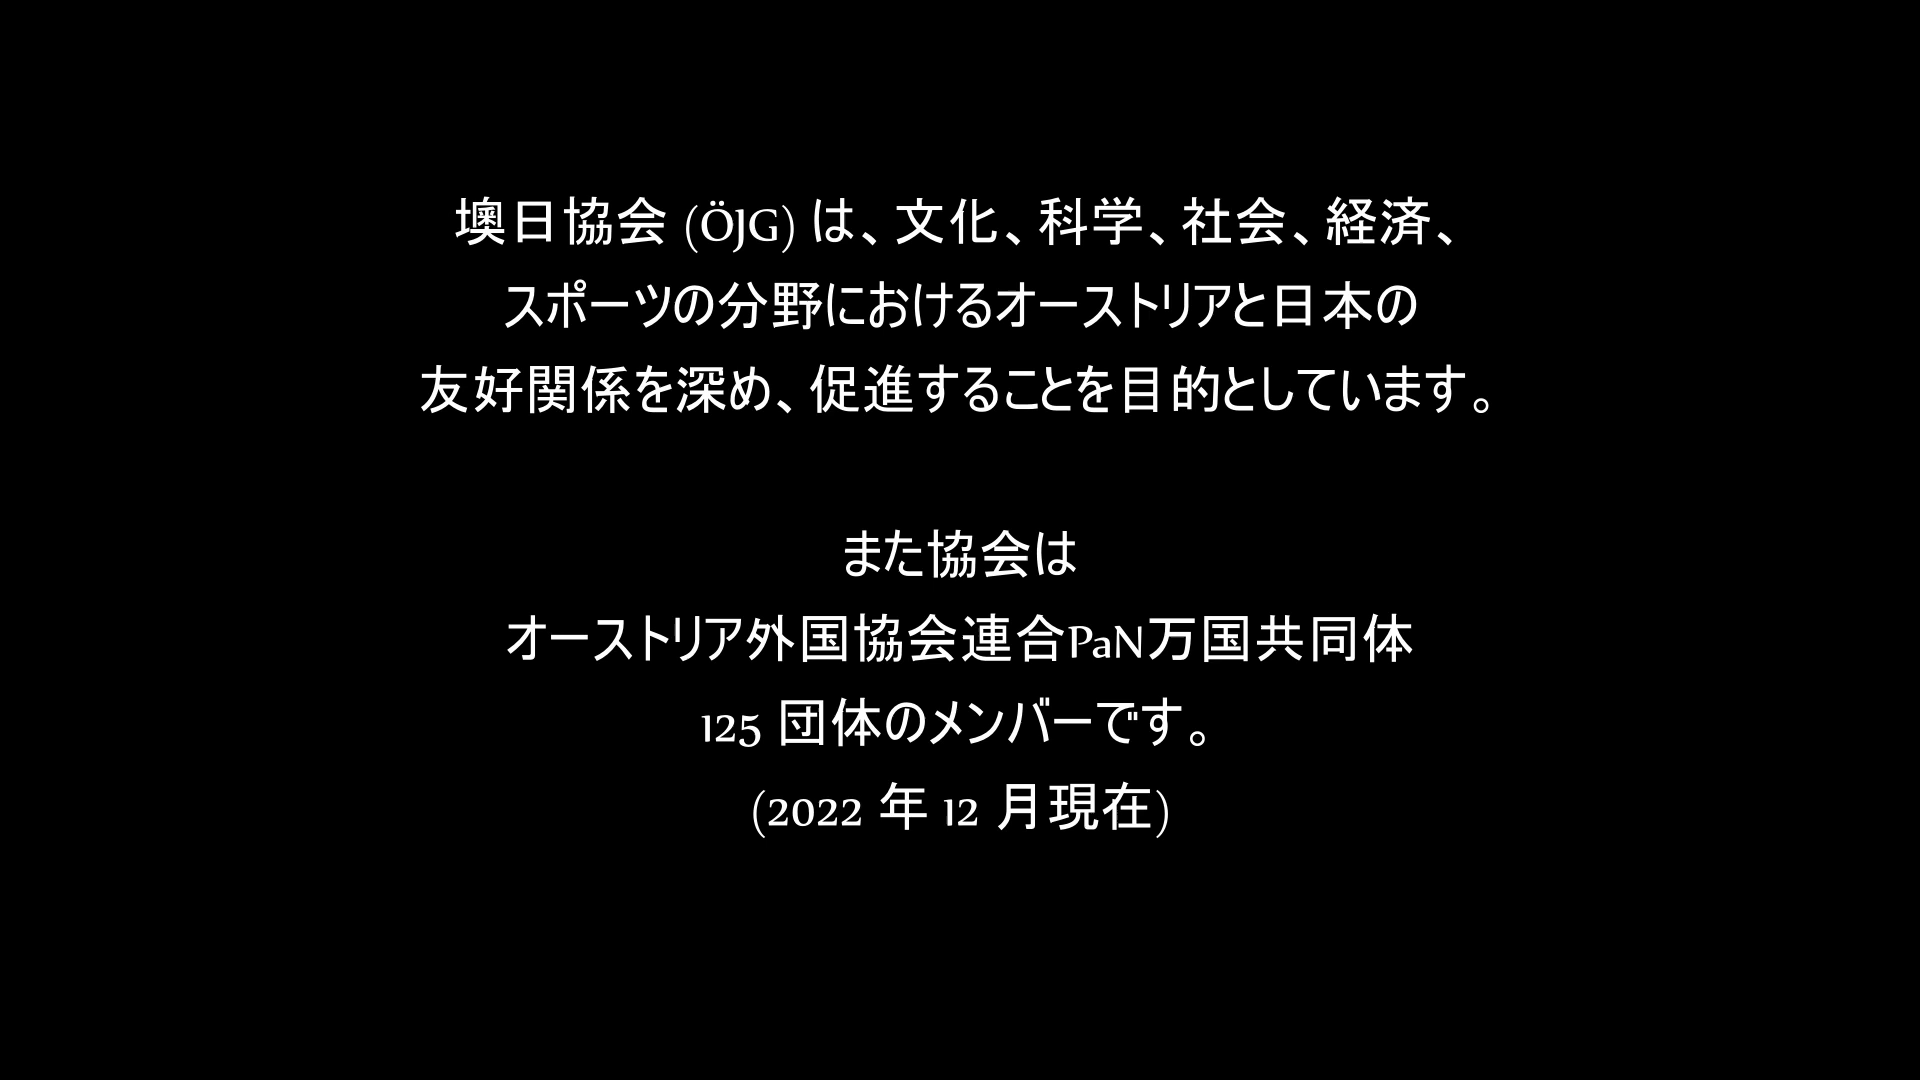 墺日協会 (ÖJG) は、文化、科学、社会、経済、
スポーツの分野におけるオーストリアと日本の
友好関係を深め、促進することを目的としています。
また協会は
オーストリア外国協会連合PaN万国共同体
125 団体のメンバーです。
(2022 年 12 月現在)